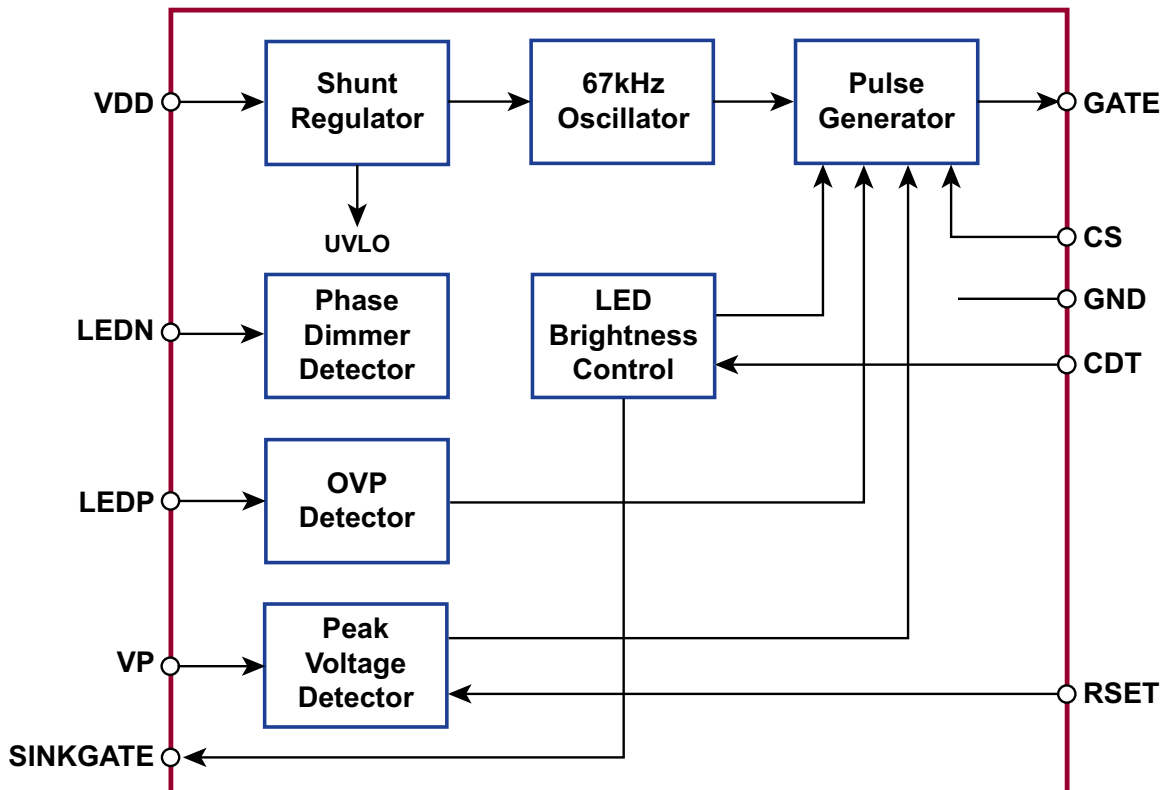 VDD
Shunt
Regulator
67kHz
Oscillator
Pulse
Generator
GATE
UVLO
CS
LEDN
Phase
Dimmer
Detector
LED
Brightness
Control
GND
CDT
LEDP
OVP
Detector
VP
Peak
Voltage
Detector
RSET
SINKGATE